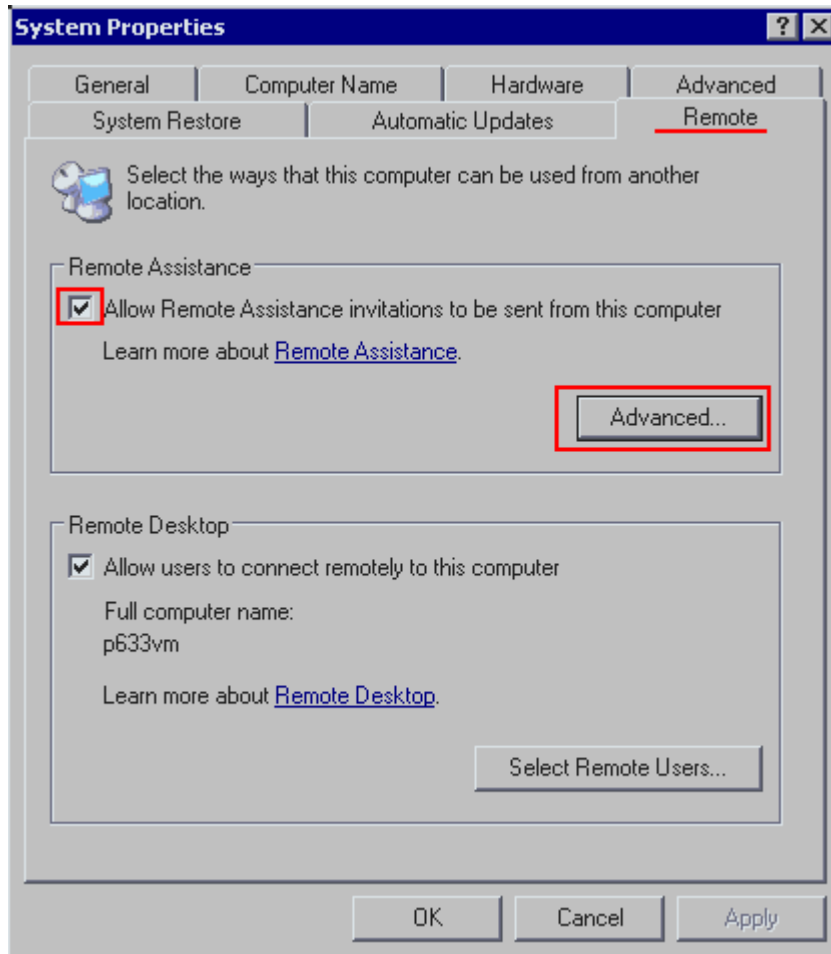 System Properties
General
Computer Name
Hardware
Advanced
System Restore
Automatic Updates
Remote
Select the ways that this computer can be used from another
location.
Remote Assistance
Allow Remote Assistance invitations to be sent from this computer
Learn more about Remote Assistance.
Advanced...
Remote Desktop
Allow users to connect remotely to this computer
Full computer name:
p633vm
Learn more about Remote Desktop.
Select Remote Users...
OK
Cancel
Apply